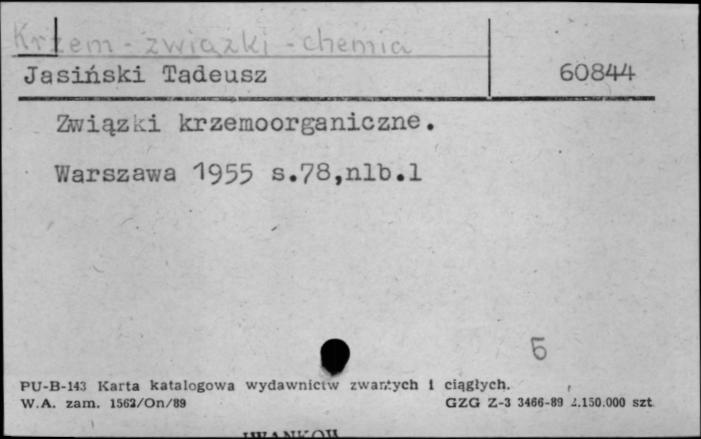 Krzem - związki - chemia
Jasiński Tadeusz 60844
Związki krzemoorganiczne.
Warszawa 1955 s.78,nlb.1
5
PU-B-143 Karta katalogowa wydawnictw zwartych i ciągłych.
W.A. zam. 1562/On/89 GZG Z-3 3466-89 2.150.000 szt.